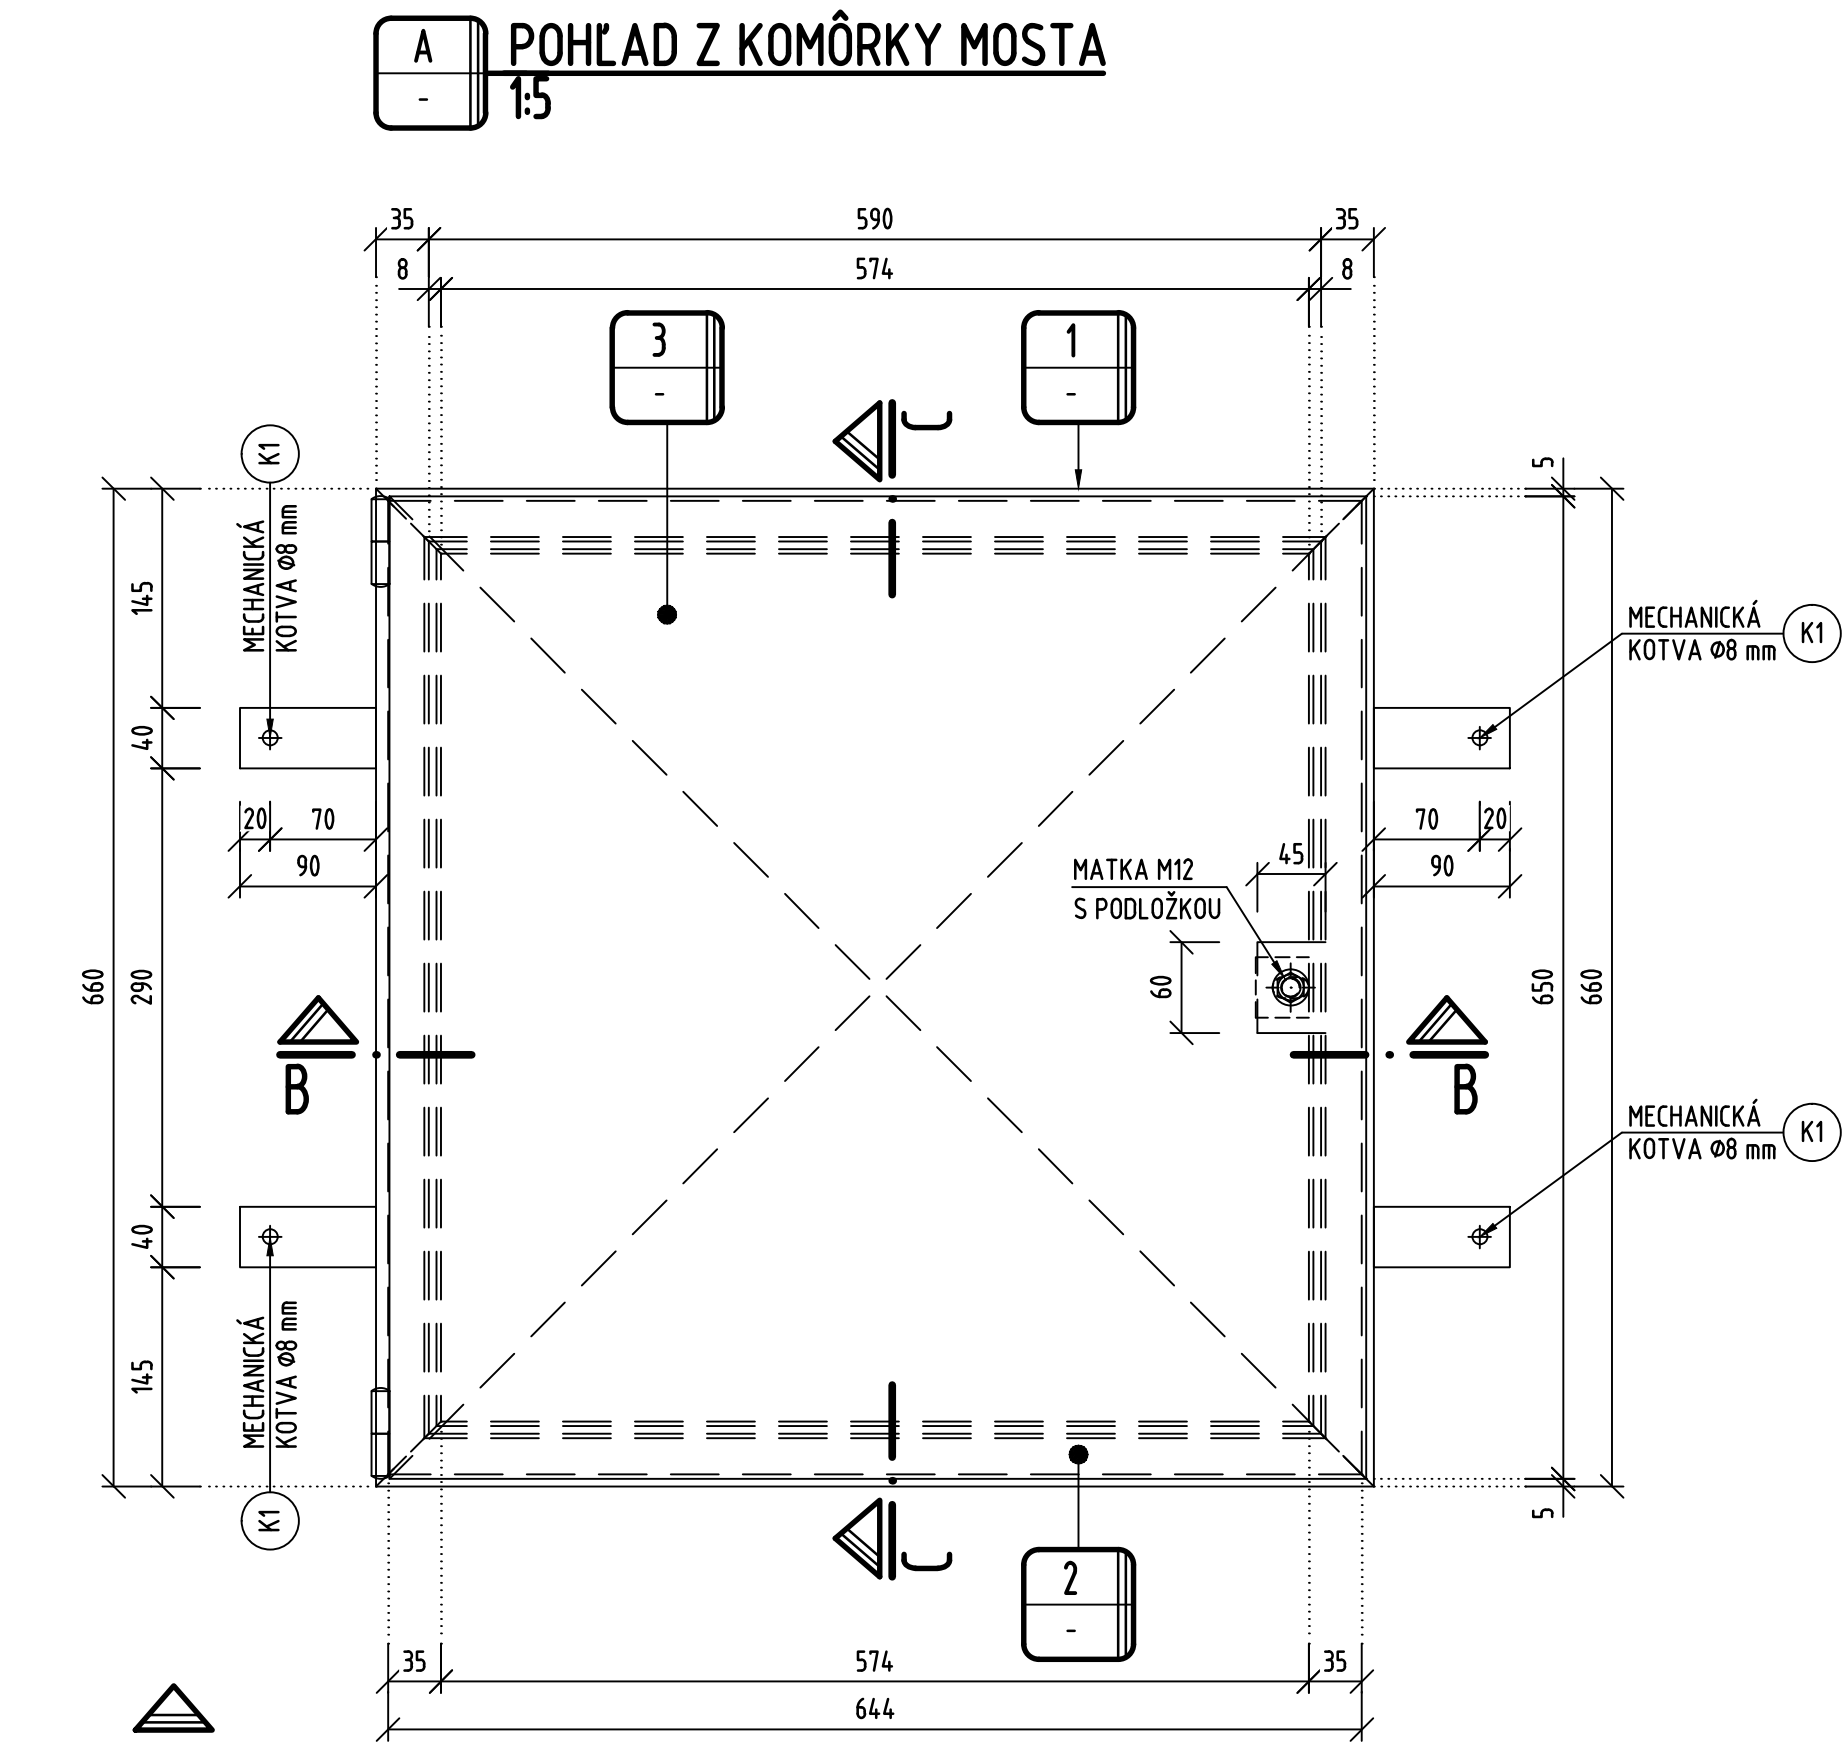 A
-
POHĽAD Z KOMÔRKY MOSTA
1:5
35
590
35
8
574
8
3
-
1
-
C
K1
MECHANICKÁ
KOTVA Ø8 mm
5
145
660
40
20
70
90
290
MECHANICKÁ
KOTVA Ø8 mm
K1
70
20
90
45
MATKA M12
S PODLOŽKOU
60
650
660
B
B
MECHANICKÁ
KOTVA Ø8 mm
K1
40
145
MECHANICKÁ
KOTVA Ø8 mm
K1
5
C
2
-
35
574
35
644